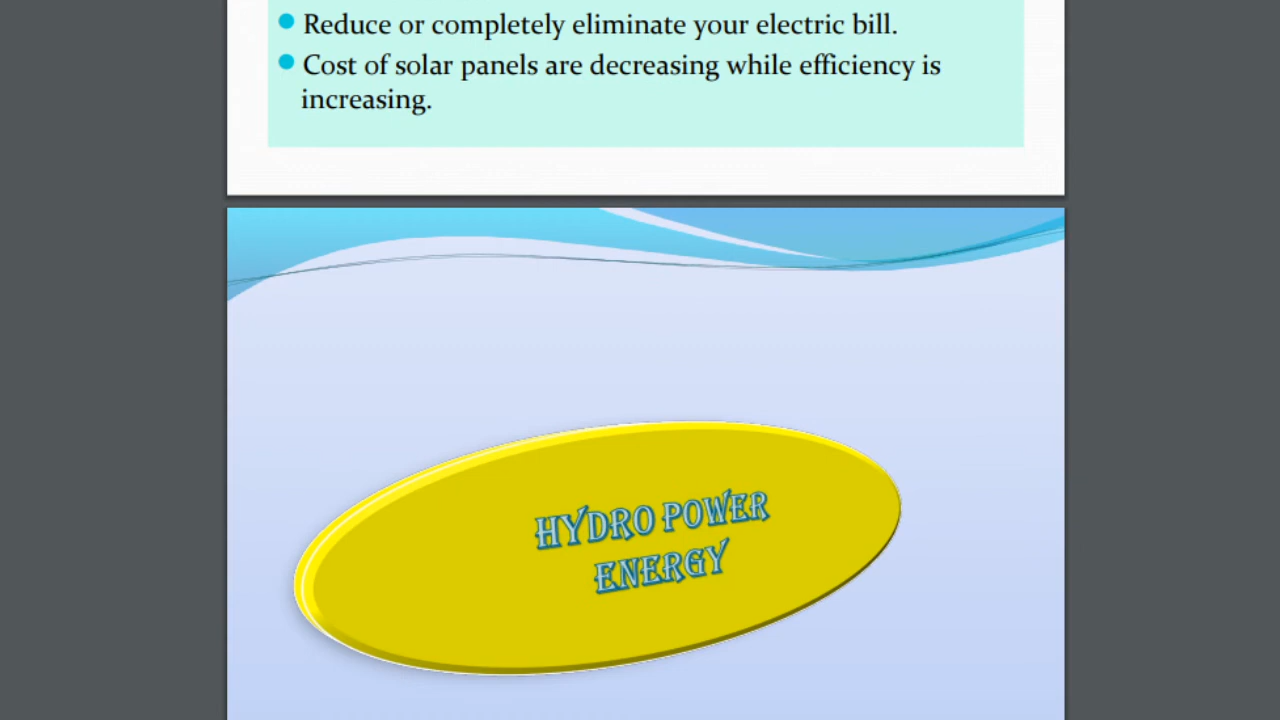 Reduce or completely eliminate your electric bill.
Cost of solar panels are decreasing while efficiency is
increasing.
HYDRO POWER
ENERGY